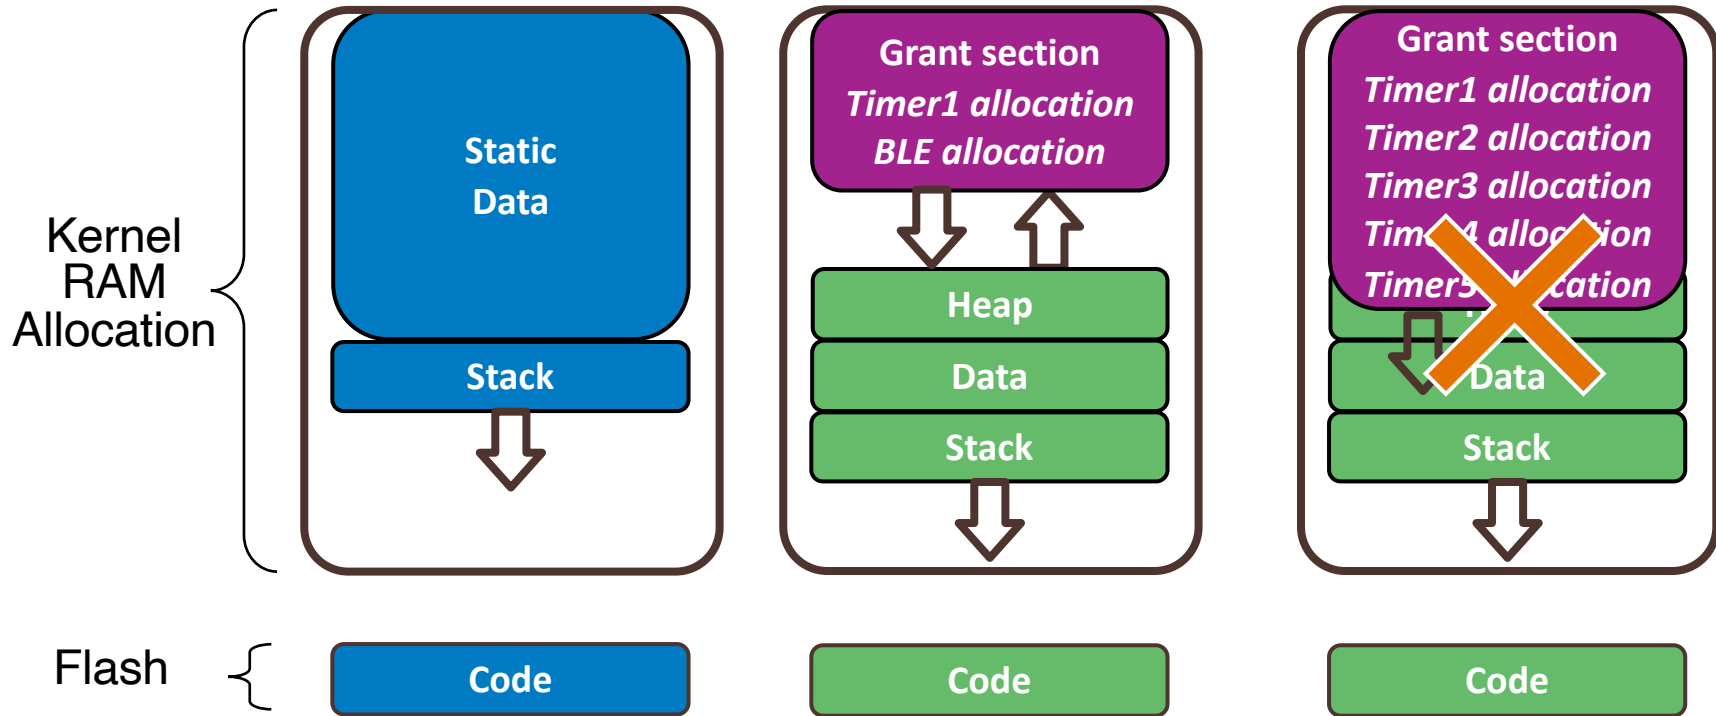 Kernel
RAM
Allocation
Flash
Static
Data
Stack
Code
Grant section
Timer1 allocation
BLE allocation
Heap
Data
Stack
Code
Grant section
Timer1 allocation
Timer2 allocation
Timer3 allocation
allocation
Data
Stack
Code